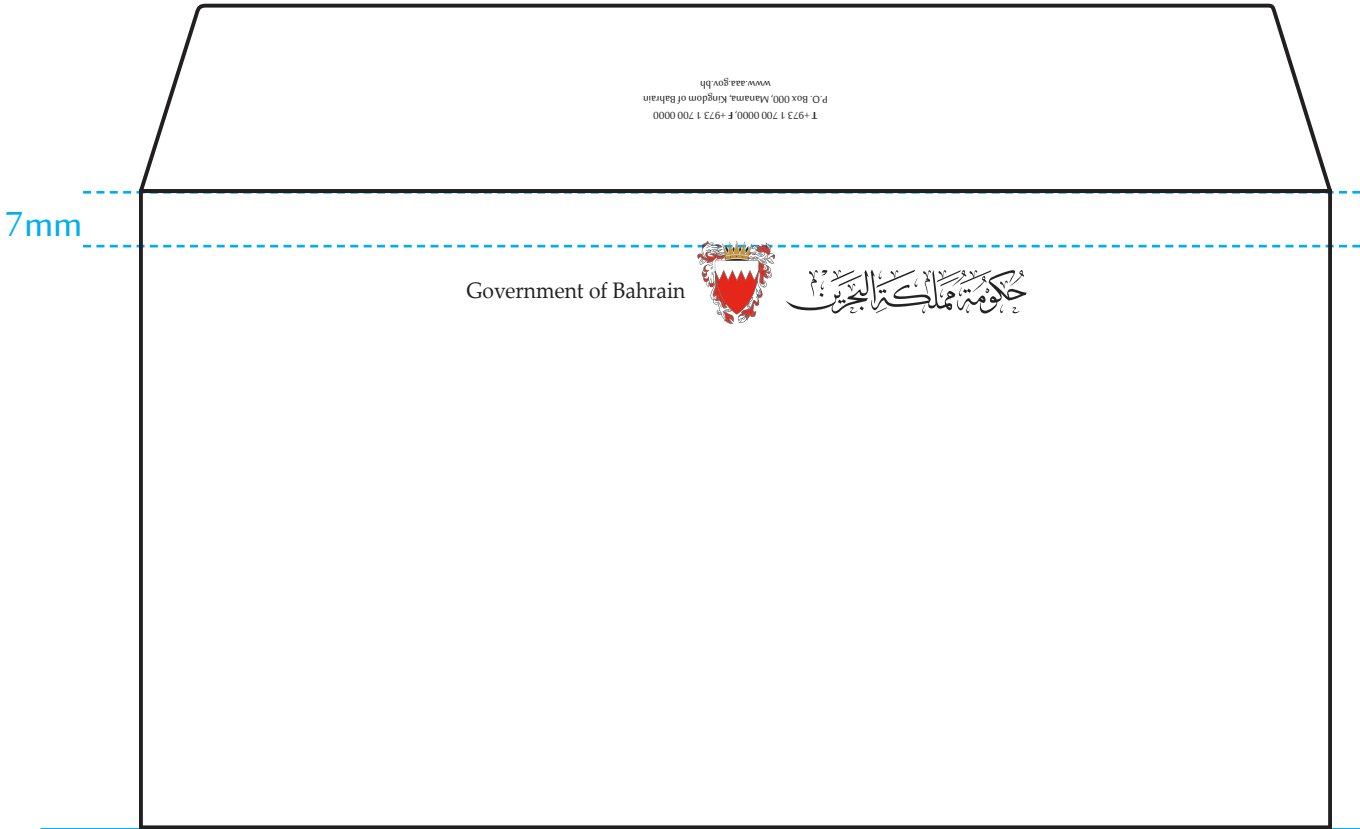 T +973 1 700 0000, F +973 1 700 0000
P.O. Box 000, Manama, Kingdom of Bahrain
www.aaa.gov.bh
7mm
Government of Bahrain
حكومة مملكة البحرين